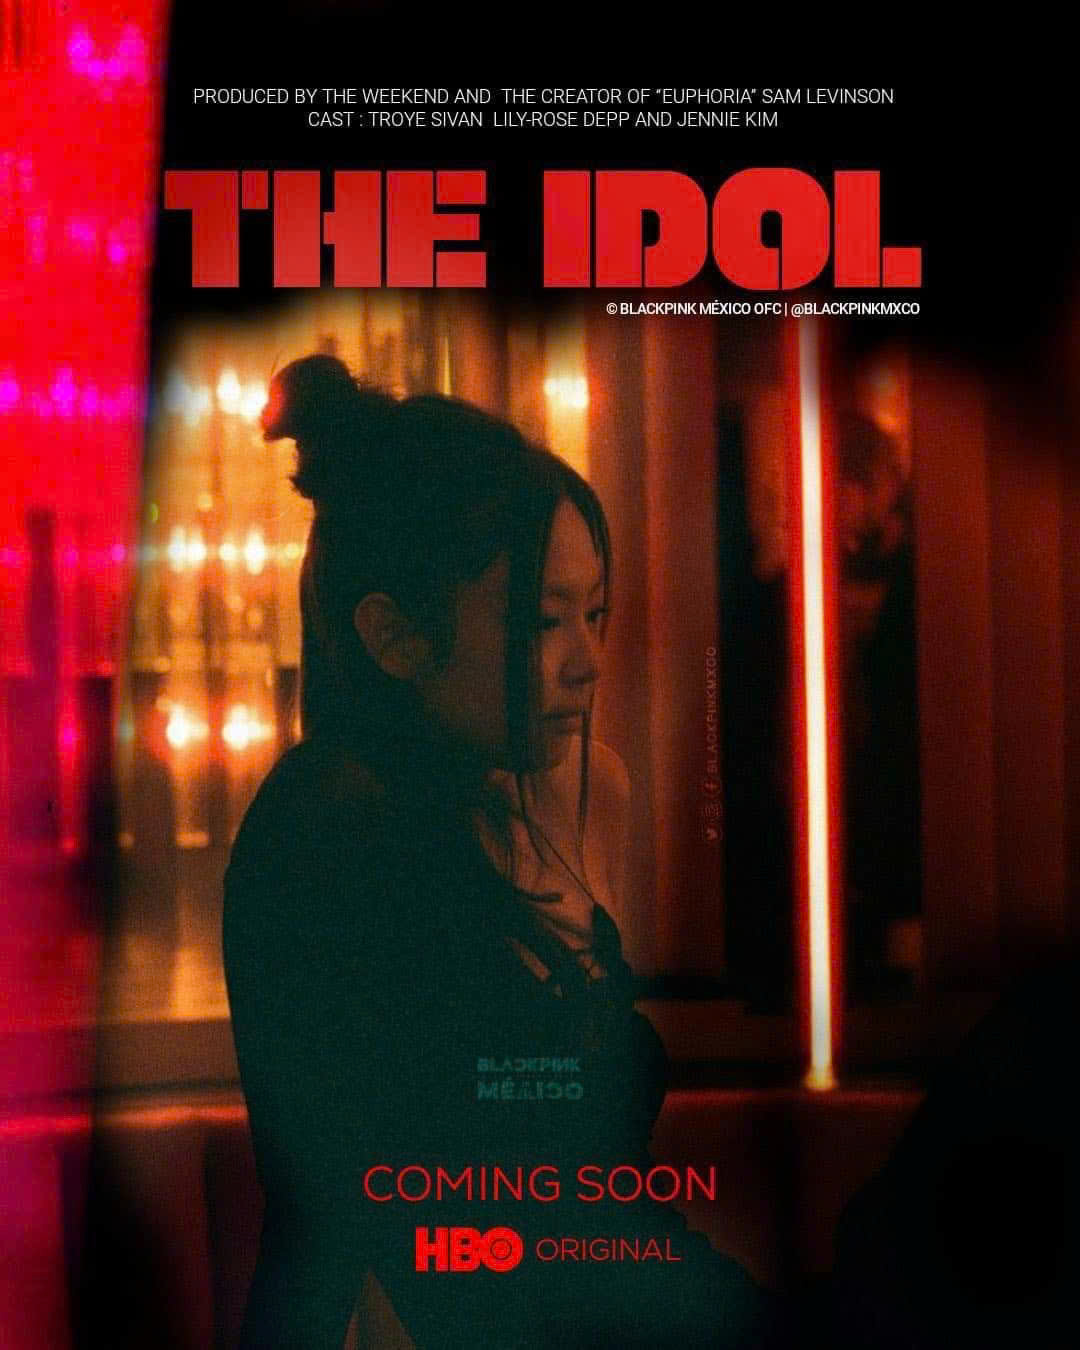 PRODUCED BY THE WEEKEND AND THE CREATOR OF “EUPHORIA” SAM LEVINSON
CAST : TROYE SIVAN LILY-ROSE DEPP AND JENNIE KIM
THE IDOL
© BLACKPINK MÉXICO OFC | @BLACKPINKMXCO
BLACKPINKMXCO
BLACKPINK
MÉXICO
COMING SOON
HBO ORIGINAL